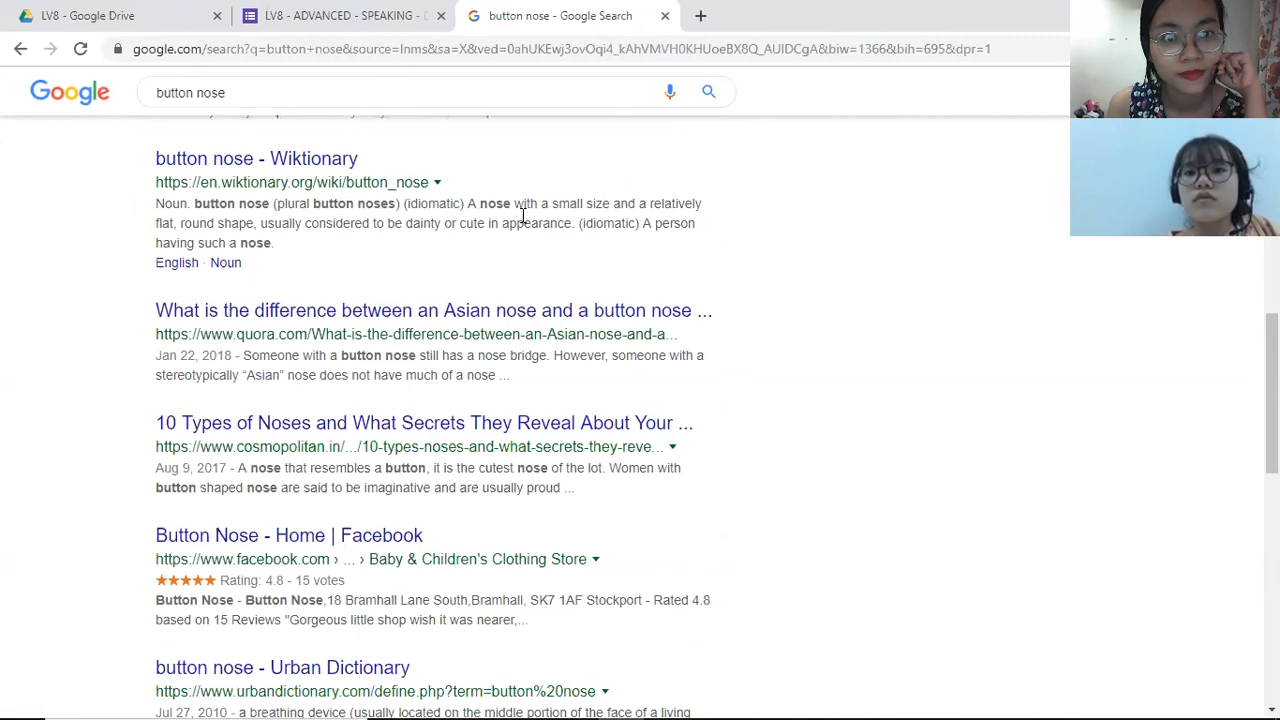 LV8 - Google Drive
LV8 - ADVANCED - SPEAKING - D
button nose - Google Search
google.com/search?q=button+nose&source=lnms&sa=X&ved=0ahUKEwj3ovOqi4_kAhVMVH0KHUoeBX8Q_AUIDCgA&biw=1366&bih=695&dpr=1
Google
button nose
button nose - Wiktionary
https://en.wiktionary.org/wiki/button_nose
Noun. button nose (plural button noses) (idiomatic) A nose with a small size and a relatively
flat, round shape, usually considered to be dainty or cute in appearance. (idiomatic) A person
having such a nose.
English · Noun
What is the difference between an Asian nose and a button nose ...
https://www.quora.com/What-is-the-difference-between-an-Asian-nose-and-a...
Jan 22, 2018 - Someone with a button nose still has a nose bridge. However, someone with a
stereotypically “Asian” nose does not have much of a nose ...
10 Types of Noses and What Secrets They Reveal About Your ...
https://www.cosmopolitan.in/.../10-types-noses-and-what-secrets-they-reve...
Aug 9, 2017 - A nose that resembles a button, it is the cutest nose of the lot. Women with
button shaped nose are said to be imaginative and are usually proud ...
Button Nose - Home | Facebook
https://www.facebook.com › ... › Baby & Children's Clothing Store
Rating: 4.8 - 15 votes
Button Nose - Button Nose,18 Bramhall Lane South,Bramhall, SK7 1AF Stockport - Rated 4.8
based on 15 Reviews "Gorgeous little shop wish it was nearer,...
button nose - Urban Dictionary
https://www.urbandictionary.com/define.php?term=button%20nose
Jul 27, 2010 - a breathing device (usually located on the middle portion of the face of a living